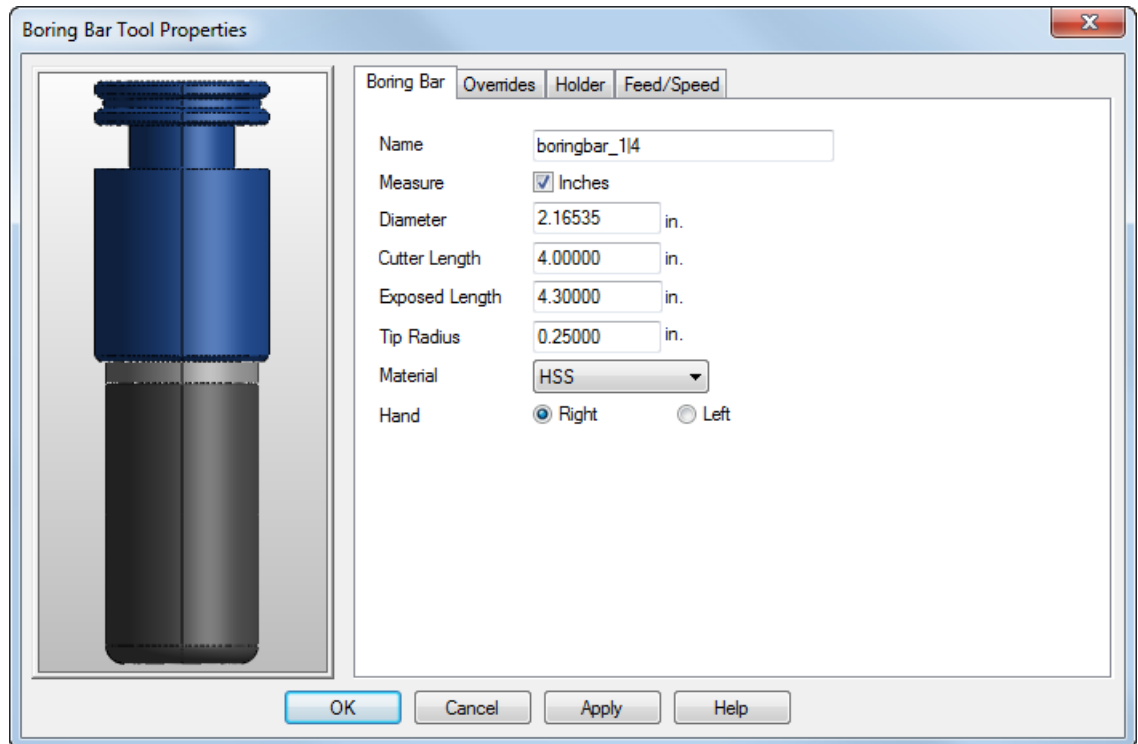 Boring Bar Tool Properties
Boring Bar Overrides Holder Feed/Speed
Name boringbar_1|4
Measure Inches
Diameter 2.16535 in.
Cutter Length 4.00000 in.
Exposed Length 4.30000 in.
Tip Radius 0.25000 in.
Material HSS
Hand Right Left
OK Cancel Apply Help